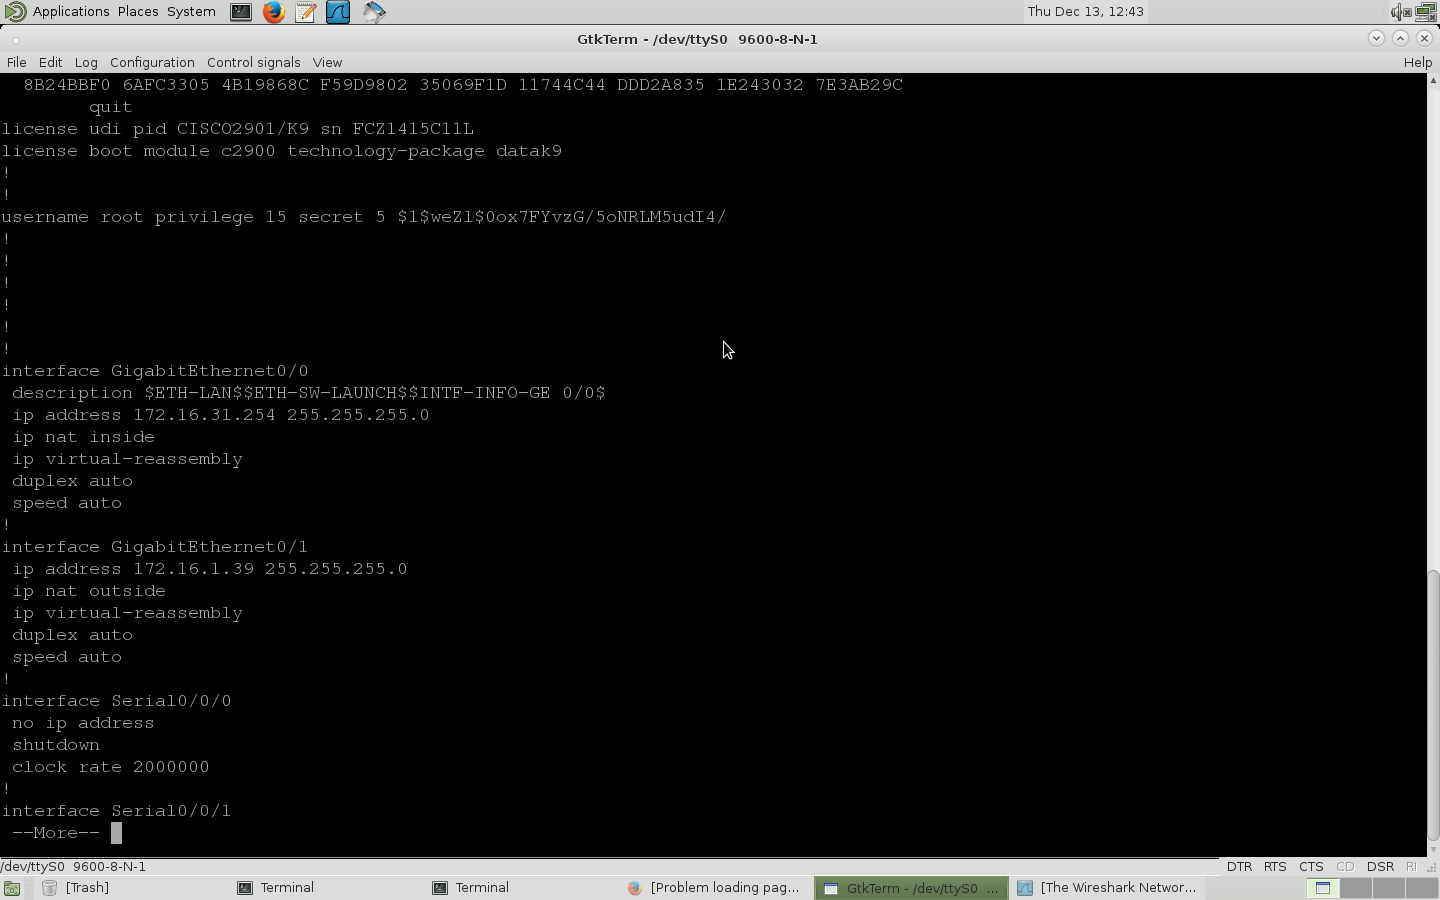 Applications Places System
Thu Dec 13, 12:43
GtkTerm - /dev/ttyS0 9600-8-N-1
File Edit Log Configuration Control signals View Help
8B24BBF0 6AFC3305 4B19868C F59D9802 35069F1D 11744C44 DDD2A835 1E243032 7E3AB29C
quit
license udi pid CISCO2901/K9 sn FCZ1415C11L
license boot module c2900 technology-package datak9
!
!
username root privilege 15 secret 5 $1$weZl$0ox7FYvzG/5oNRLM5udI4/
!
!
!
!
!
!
interface GigabitEthernet0/0
description $ETH-LAN$$ETH-SW-LAUNCH$$INTF-INFO-GE 0/0$
ip address 172.16.31.254 255.255.255.0
ip nat inside
ip virtual-reassembly
duplex auto
speed auto
!
interface GigabitEthernet0/1
ip address 172.16.1.39 255.255.255.0
ip nat outside
ip virtual-reassembly
duplex auto
speed auto
!
interface Serial0/0/0
no ip address
shutdown
clock rate 2000000
!
interface Serial0/0/1
--More--
/dev/ttyS0 9600-8-N-1
DTR RTS CTS CD DSR RI
[Trash]
Terminal
Terminal
[Problem loading pag...
GtkTerm - /dev/ttyS0 ...
[The Wireshark Networ...